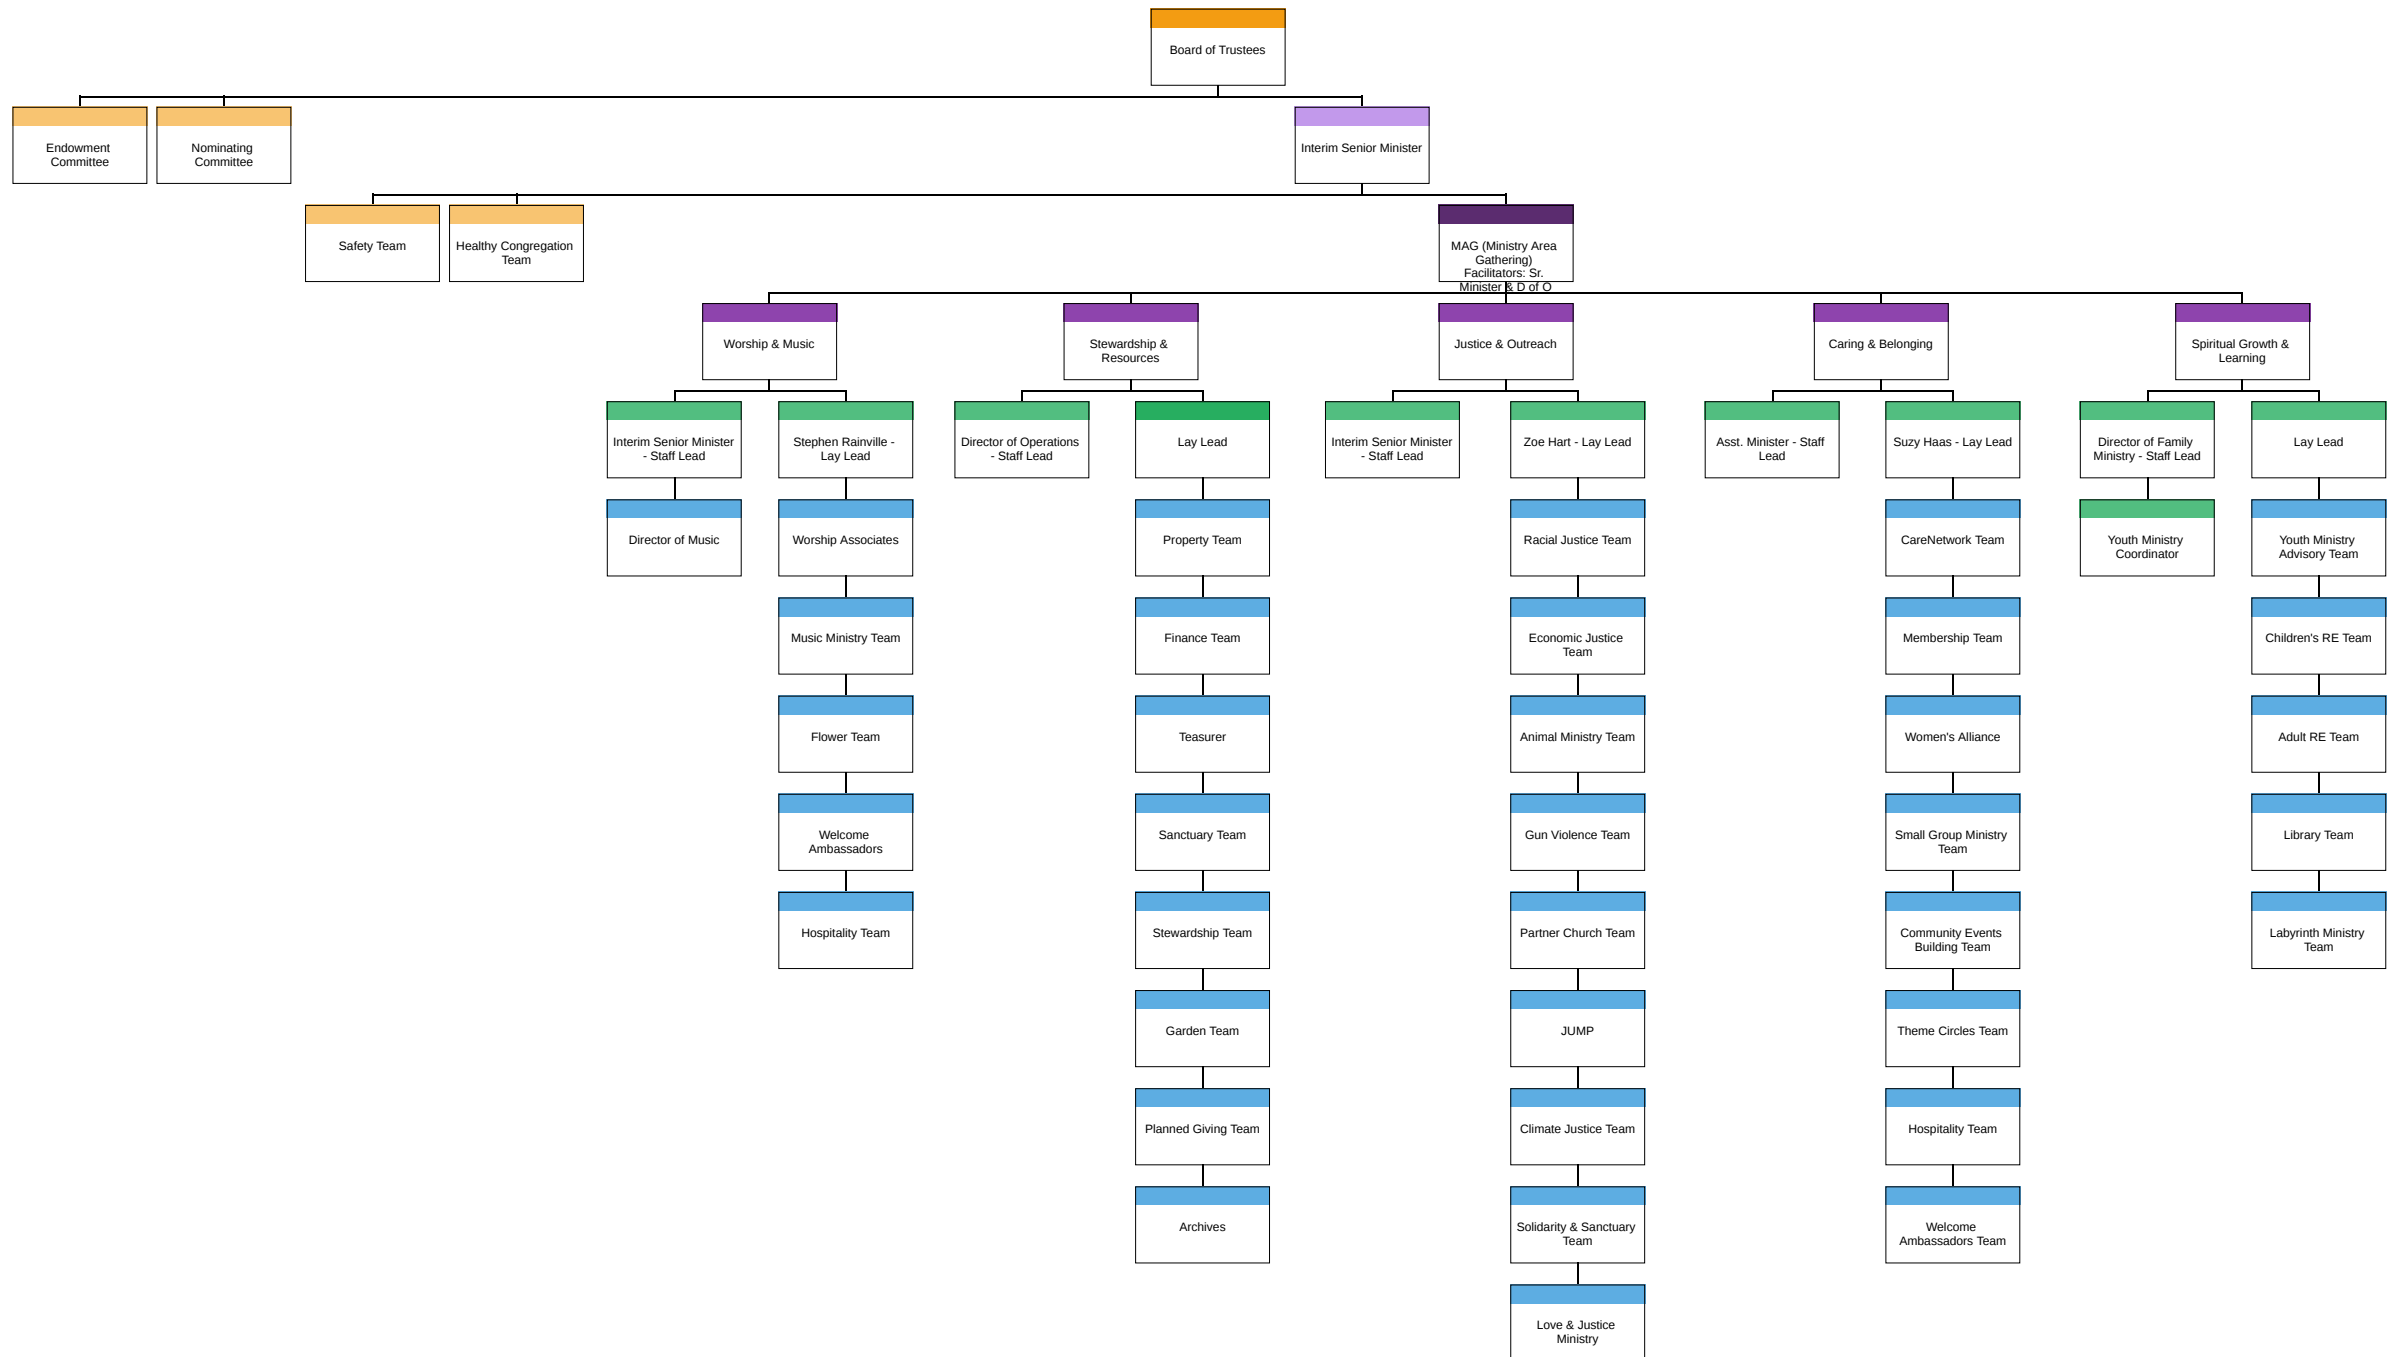 Board of Trustees
Endowment
Committee
Nominating
Committee
Interim Senior Minister
Safety Team
Healthy Congregation
Team
MAG (Ministry Area
Gathering)
Facilitators: Sr.
Minister & D of O
Worship & Music
Stewardship &
Resources
Justice & Outreach
Caring & Belonging
Spiritual Growth &
Learning
Interim Senior Minister
- Staff Lead
Stephen Rainville -
Lay Lead
Director of Operations
- Staff Lead
Lay Lead
Interim Senior Minister
- Staff Lead
Zoe Hart - Lay Lead
Asst. Minister - Staff
Lead
Suzy Haas - Lay Lead
Director of Family
Ministry - Staff Lead
Lay Lead
Director of Music
Worship Associates
Property Team
Racial Justice Team
CareNetwork Team
Youth Ministry
Coordinator
Youth Ministry
Advisory Team
Music Ministry Team
Finance Team
Economic Justice
Team
Membership Team
Children's RE Team
Flower Team
Teasurer
Animal Ministry Team
Women's Alliance
Adult RE Team
Welcome
Ambassadors
Sanctuary Team
Gun Violence Team
Small Group Ministry
Team
Library Team
Hospitality Team
Stewardship Team
Partner Church Team
Community Events
Building Team
Labyrinth Ministry
Team
Garden Team
JUMP
Theme Circles Team
Planned Giving Team
Climate Justice Team
Hospitality Team
Archives
Solidarity & Sanctuary
Team
Welcome
Ambassadors Team
Love & Justice
Ministry